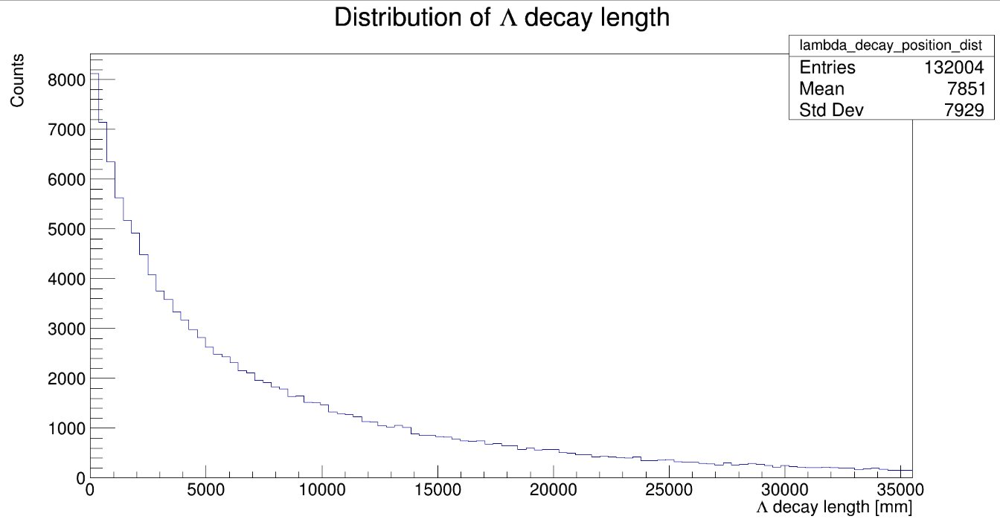 Distribution of Λ decay length
lambda_decay_position_dist
Entries 132004
Mean 7851
Std Dev 7929
Counts
8000
7000
6000
5000
4000
3000
2000
1000
0
0 5000 10000 15000 20000 25000 30000 35000
Λ decay length [mm]